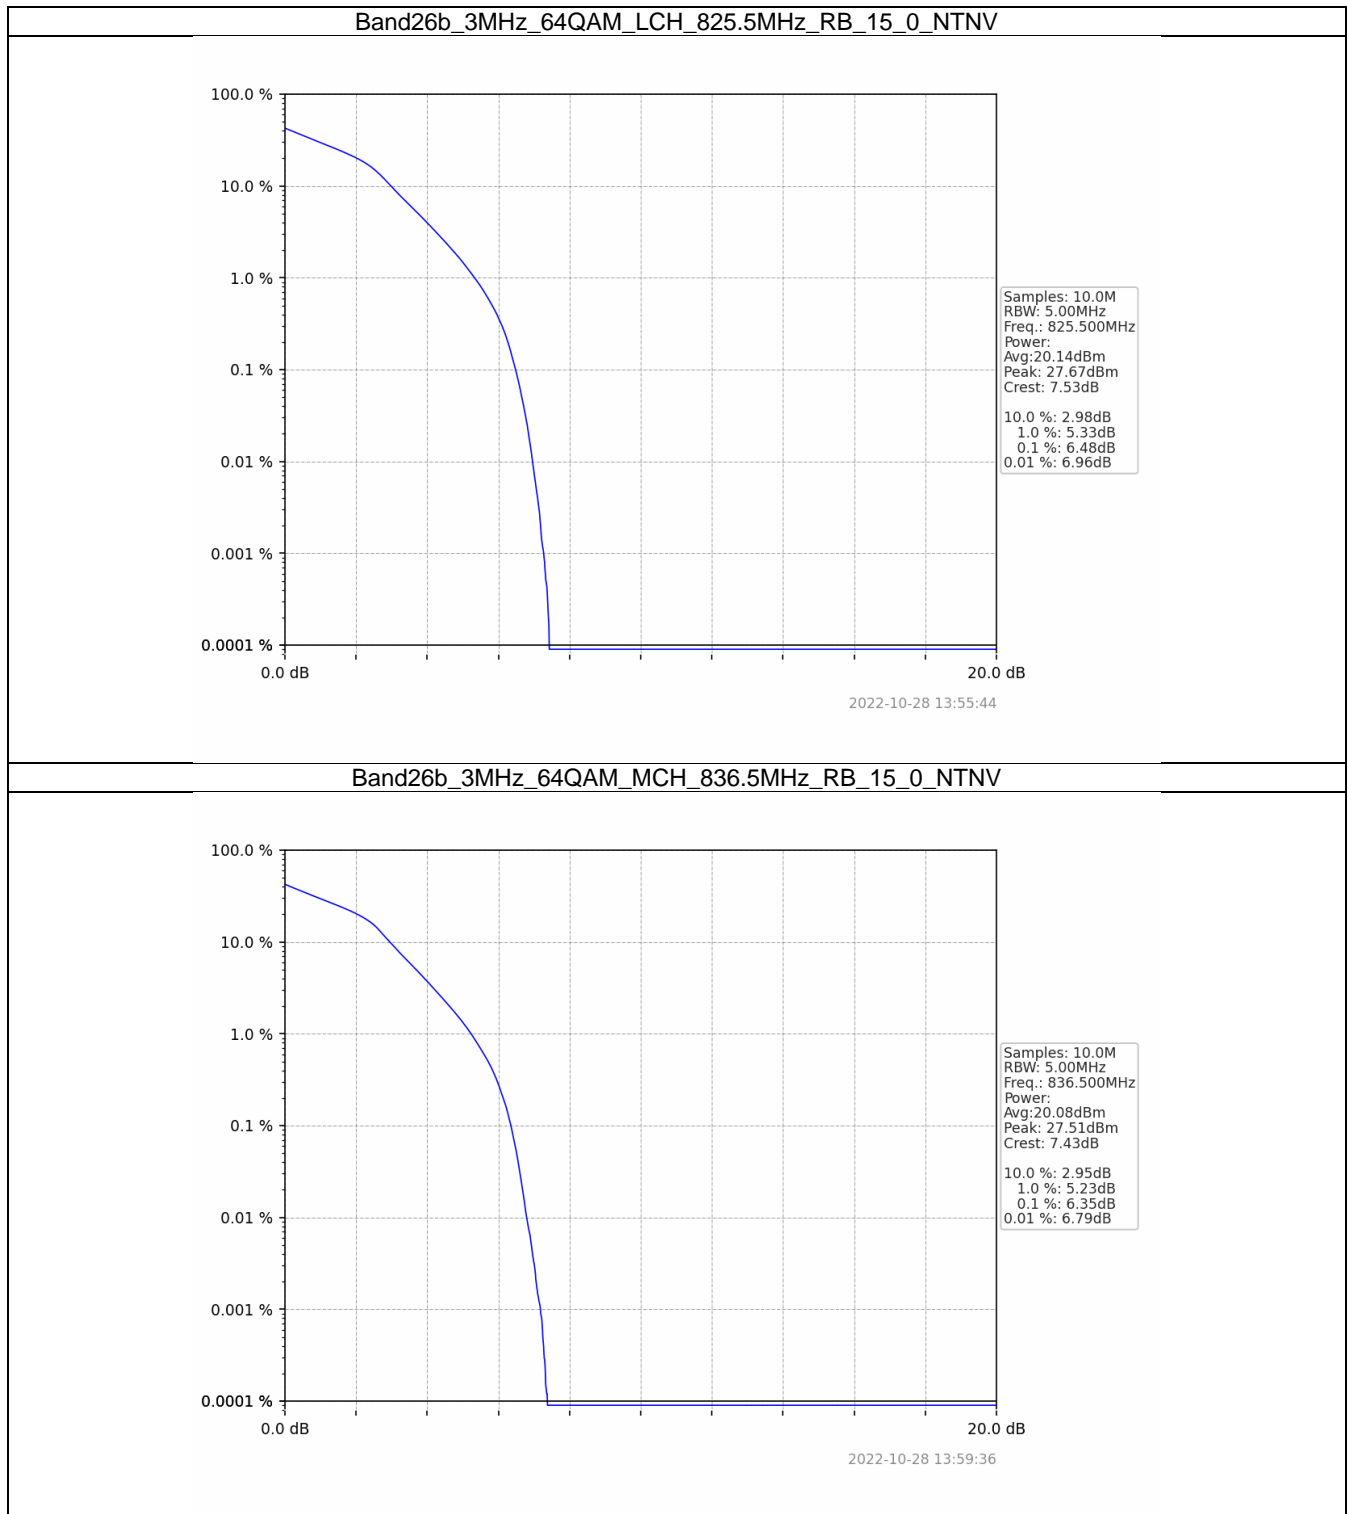 Band26b_3MHz_64QAM_LCH_825.5MHz_RB_15_0_NTNV
100.0 %
10.0 %
1.0 %
0.1 %
0.01 %
0.001 %
0.0001 %
0.0 dB
20.0 dB
Samples: 10.0M
RBW: 5.00MHz
Freq.: 825.500MHz
Power:
Avg:20.14dBm
Peak: 27.67dBm
Crest: 7.53dB
10.0 %: 2.98dB
1.0 %: 5.33dB
0.1 %: 6.48dB
0.01 %: 6.96dB
2022-10-28 13:55:44
Band26b_3MHz_64QAM_MCH_836.5MHz_RB_15_0_NTNV
100.0 %
10.0 %
1.0 %
0.1 %
0.01 %
0.001 %
0.0001 %
0.0 dB
20.0 dB
Samples: 10.0M
RBW: 5.00MHz
Freq.: 836.500MHz
Power:
Avg:20.08dBm
Peak: 27.51dBm
Crest: 7.43dB
10.0 %: 2.95dB
1.0 %: 5.23dB
0.1 %: 6.35dB
0.01 %: 6.79dB
2022-10-28 13:59:36